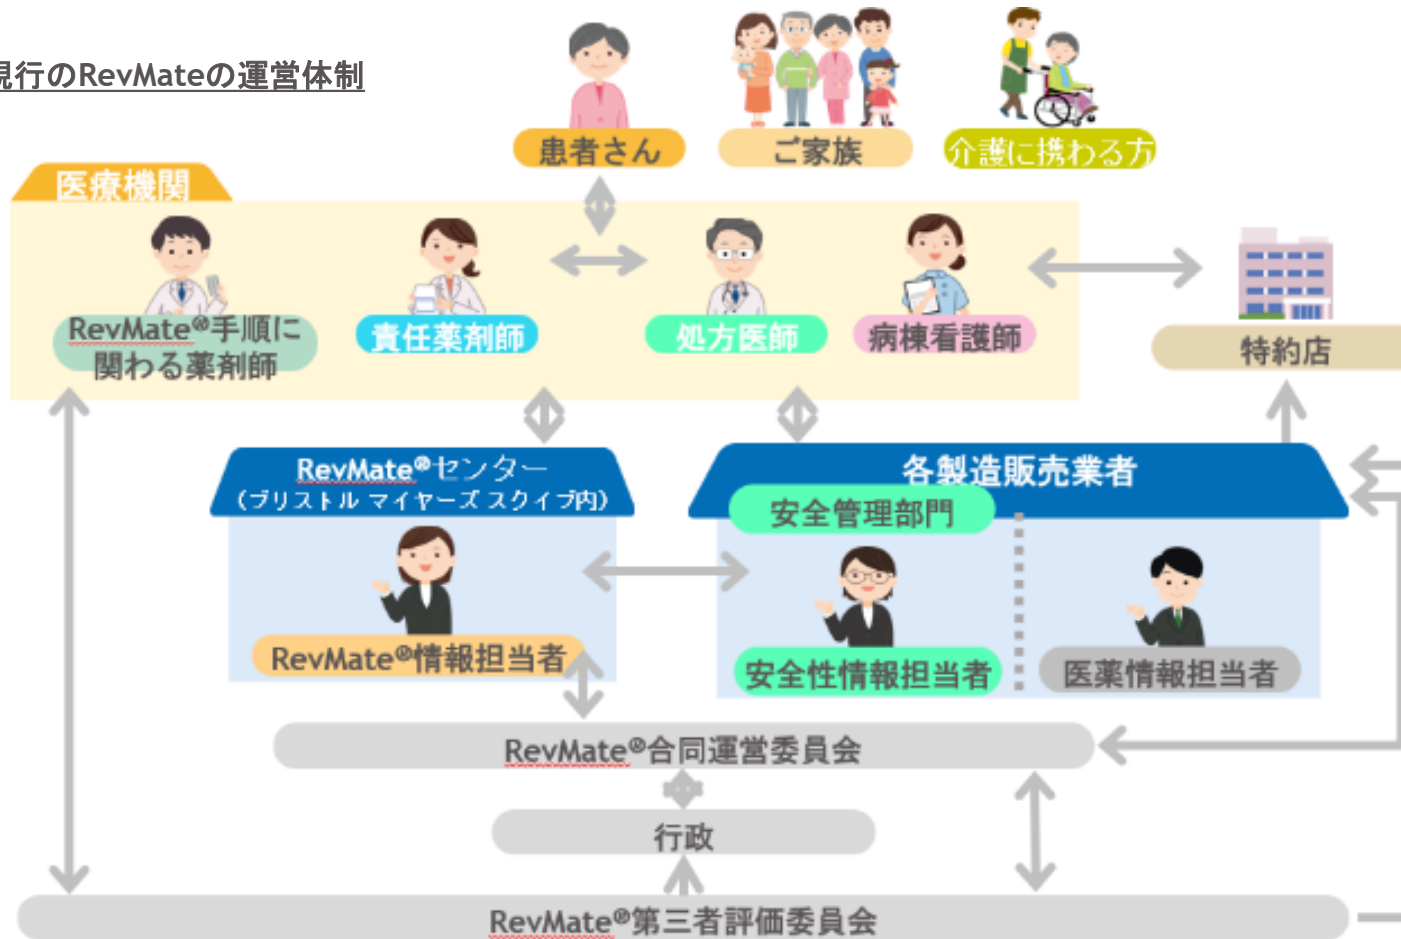 現行のRevMateの運営体制
患者さん
ご家族
介護に携わる方
医療機関
RevMate®手順に
関わる薬剤師
責任薬剤師
処方医師
病棟看護師
特約店
RevMate®センター
（ブリストル マイヤーズ スクイブ内）
各製造販売業者
安全管理部門
RevMate®情報担当者
安全性情報担当者
医薬情報担当者
RevMate®合同運営委員会
行政
RevMate®第三者評価委員会